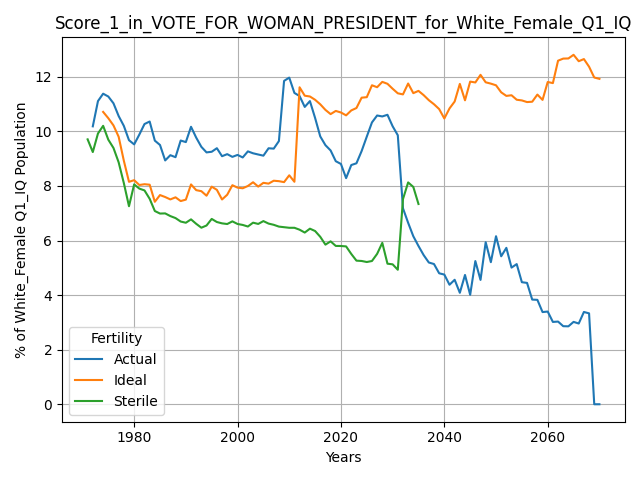 Score_1_in_VOTE_FOR_WOMAN_PRESIDENT_for_White_Female_Q1_IQ
% of White_Female Q1_IQ Population
12
10
8
6
4
2
0
Fertility
Actual
Ideal
Sterile
1980 2000 2020 2040 2060
Years